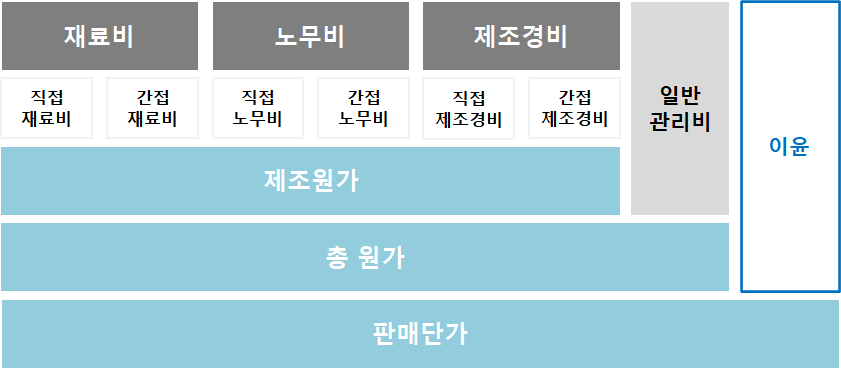 재료비
노무비
제조경비
일반
관리비
이윤
직접
재료비
간접
재료비
직접
노무비
간접
노무비
직접
제조경비
간접
제조경비
제조원가
총 원가
판매단가